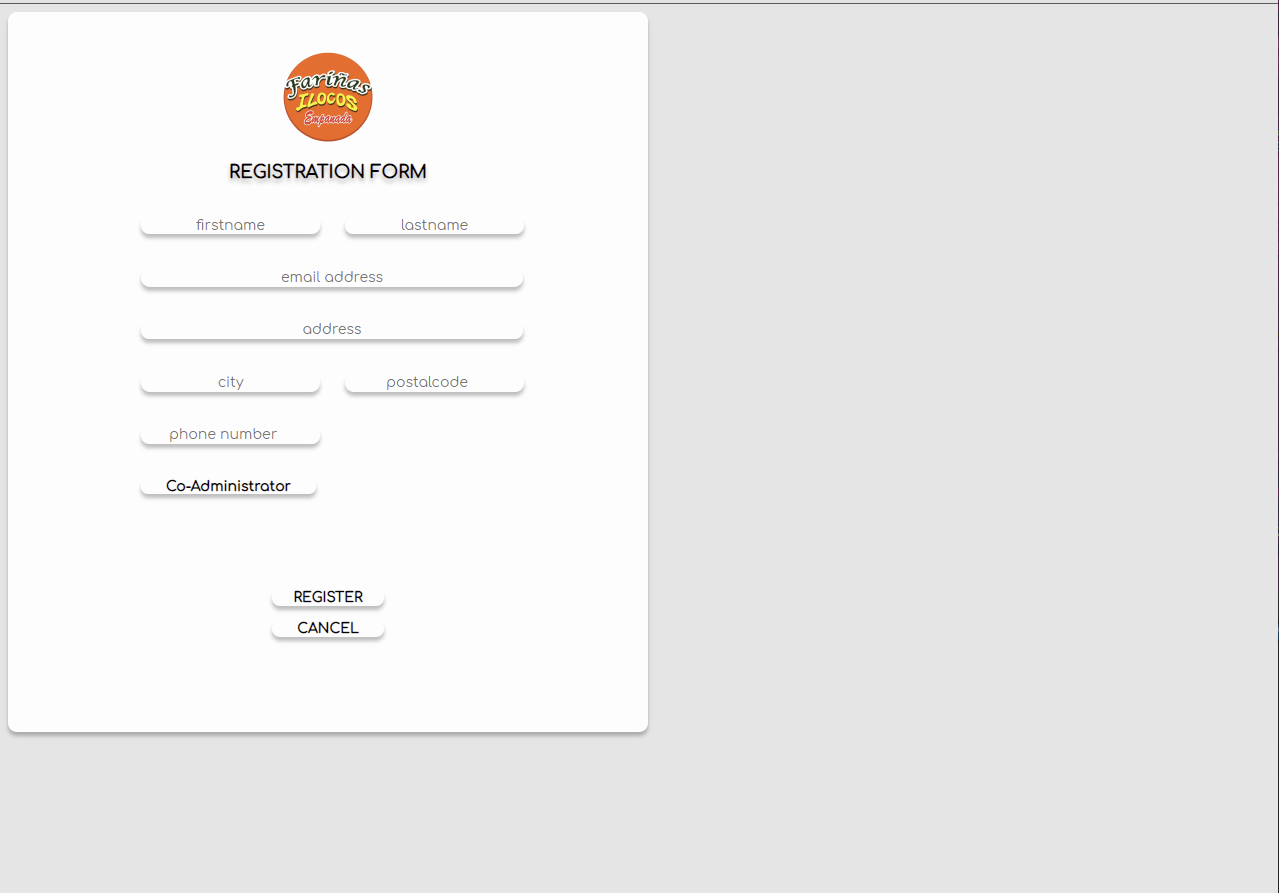 Fariñas
ILOCOS
Empanada
REGISTRATION FORM
firstname lastname
email address
address
city postalcode
phone number
Co-Administrator
REGISTER
CANCEL